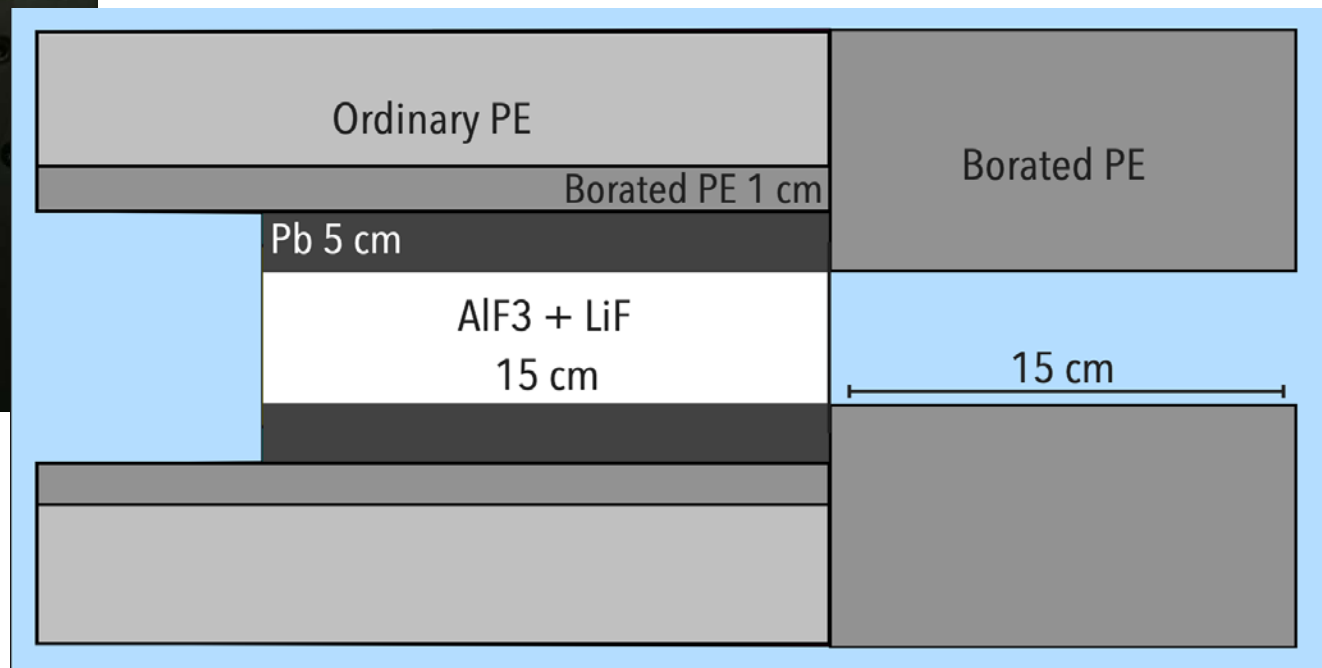 Ordinary PE
Borated PE
Borated PE 1 cm
Pb 5 cm
AlF3 + LiF
15 cm
15 cm